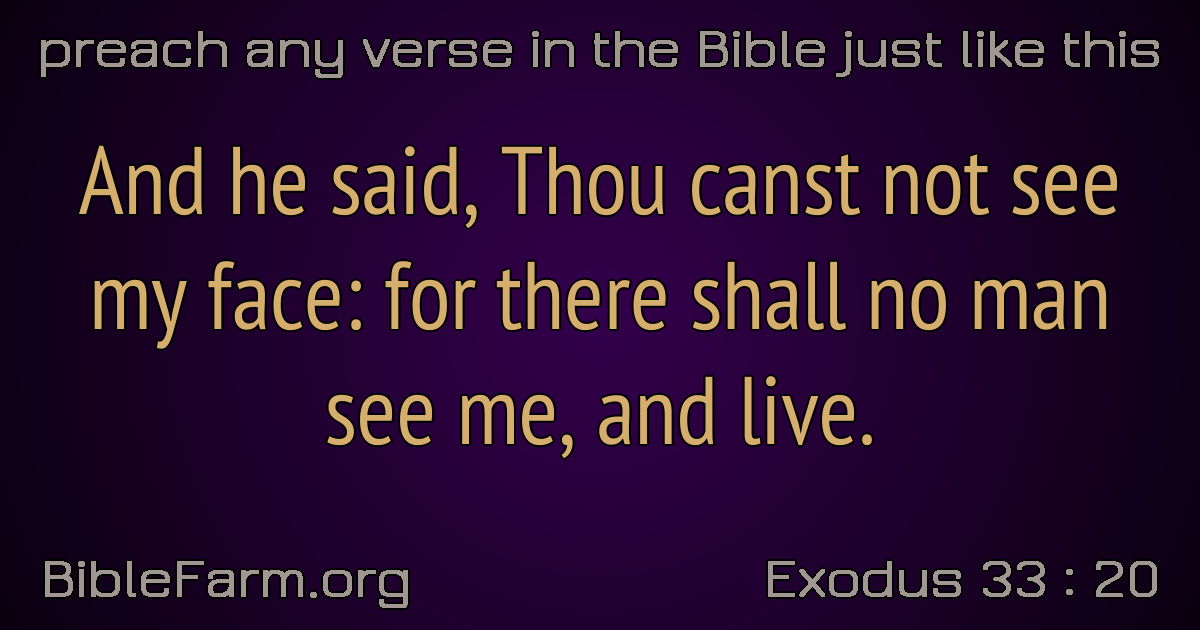 preach any verse in the Bible just like this
And he said, Thou canst not see
my face: for there shall no man
see me, and live.
BibleFarm.org
Exodus 33 : 20